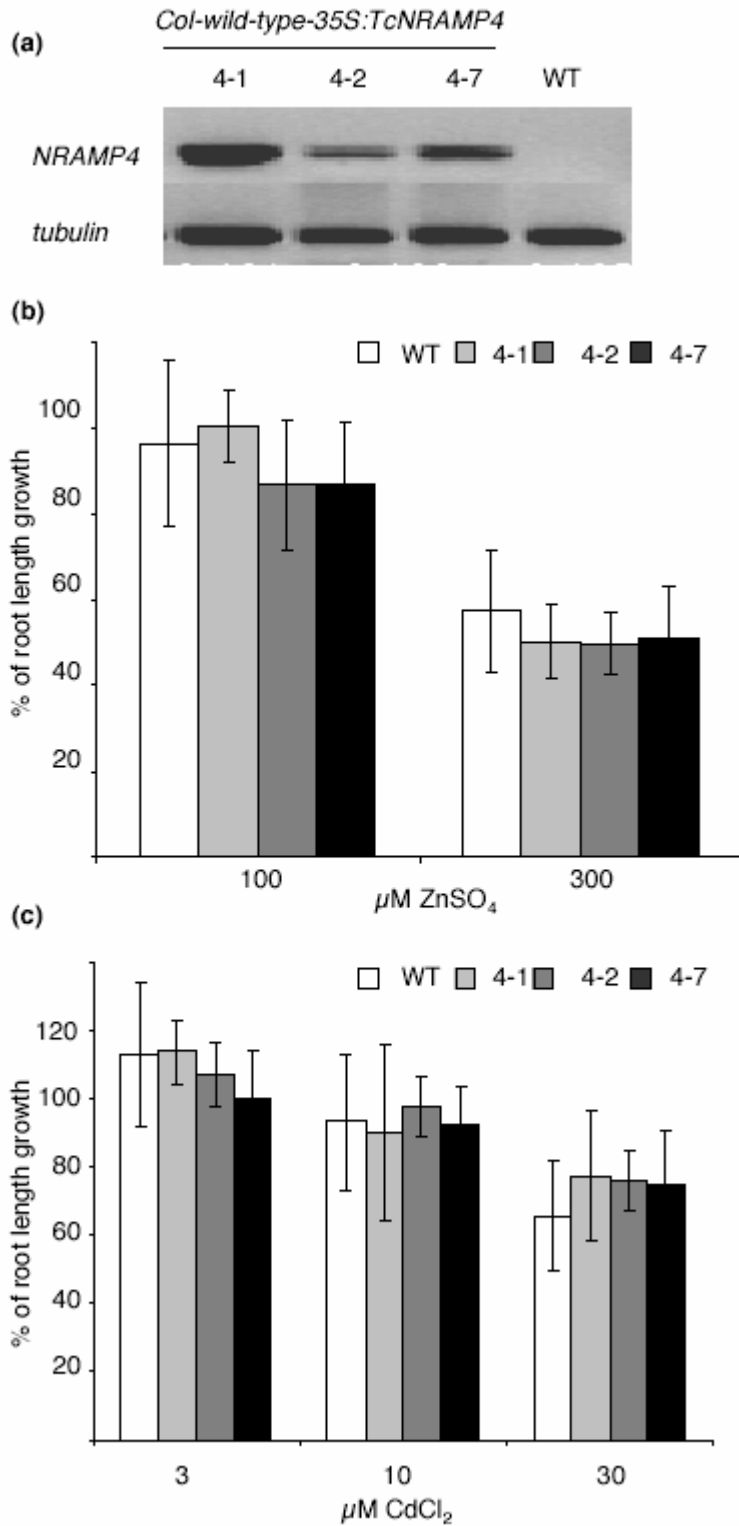 Col-wild-type-35S:TcNRAMP4
(a)
4-1 4-2 4-7 WT
NRAMP4
tubulin
(b)
WT 4-1 4-2 4-7
100
80
60
40
20
% of root length growth
100 300
µM ZnSO₄
(c)
WT 4-1 4-2 4-7
120
100
80
60
40
20
% of root length growth
3 10 30
µM CdCl₂